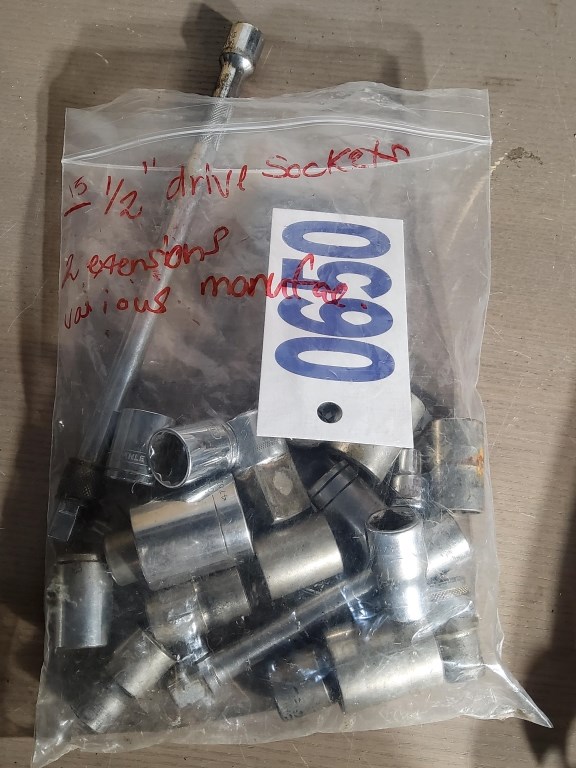 15 1/2" drive Sockets
2 extensions
various manufac.
0650